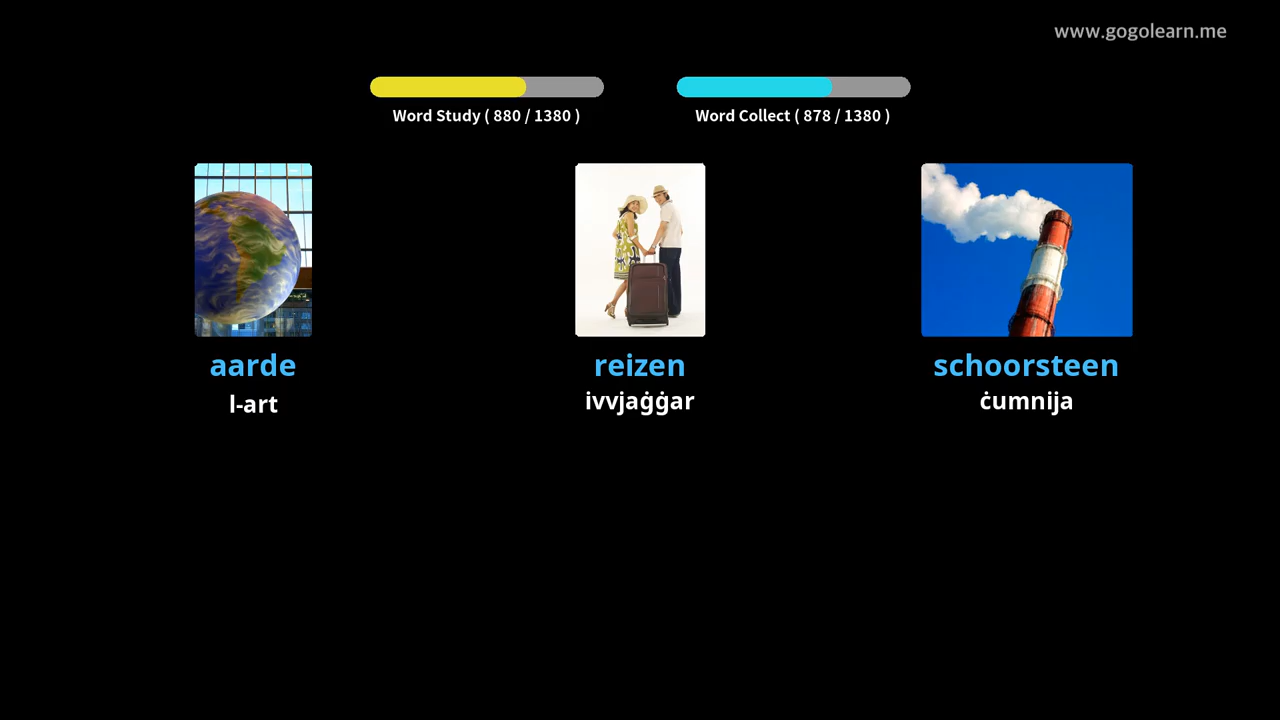 www.gogolearn.me
Word Study ( 880 / 1380 )
Word Collect ( 878 / 1380 )
aarde
reizen
schoorsteen
l-art
ivvjaġġar
ċumnija